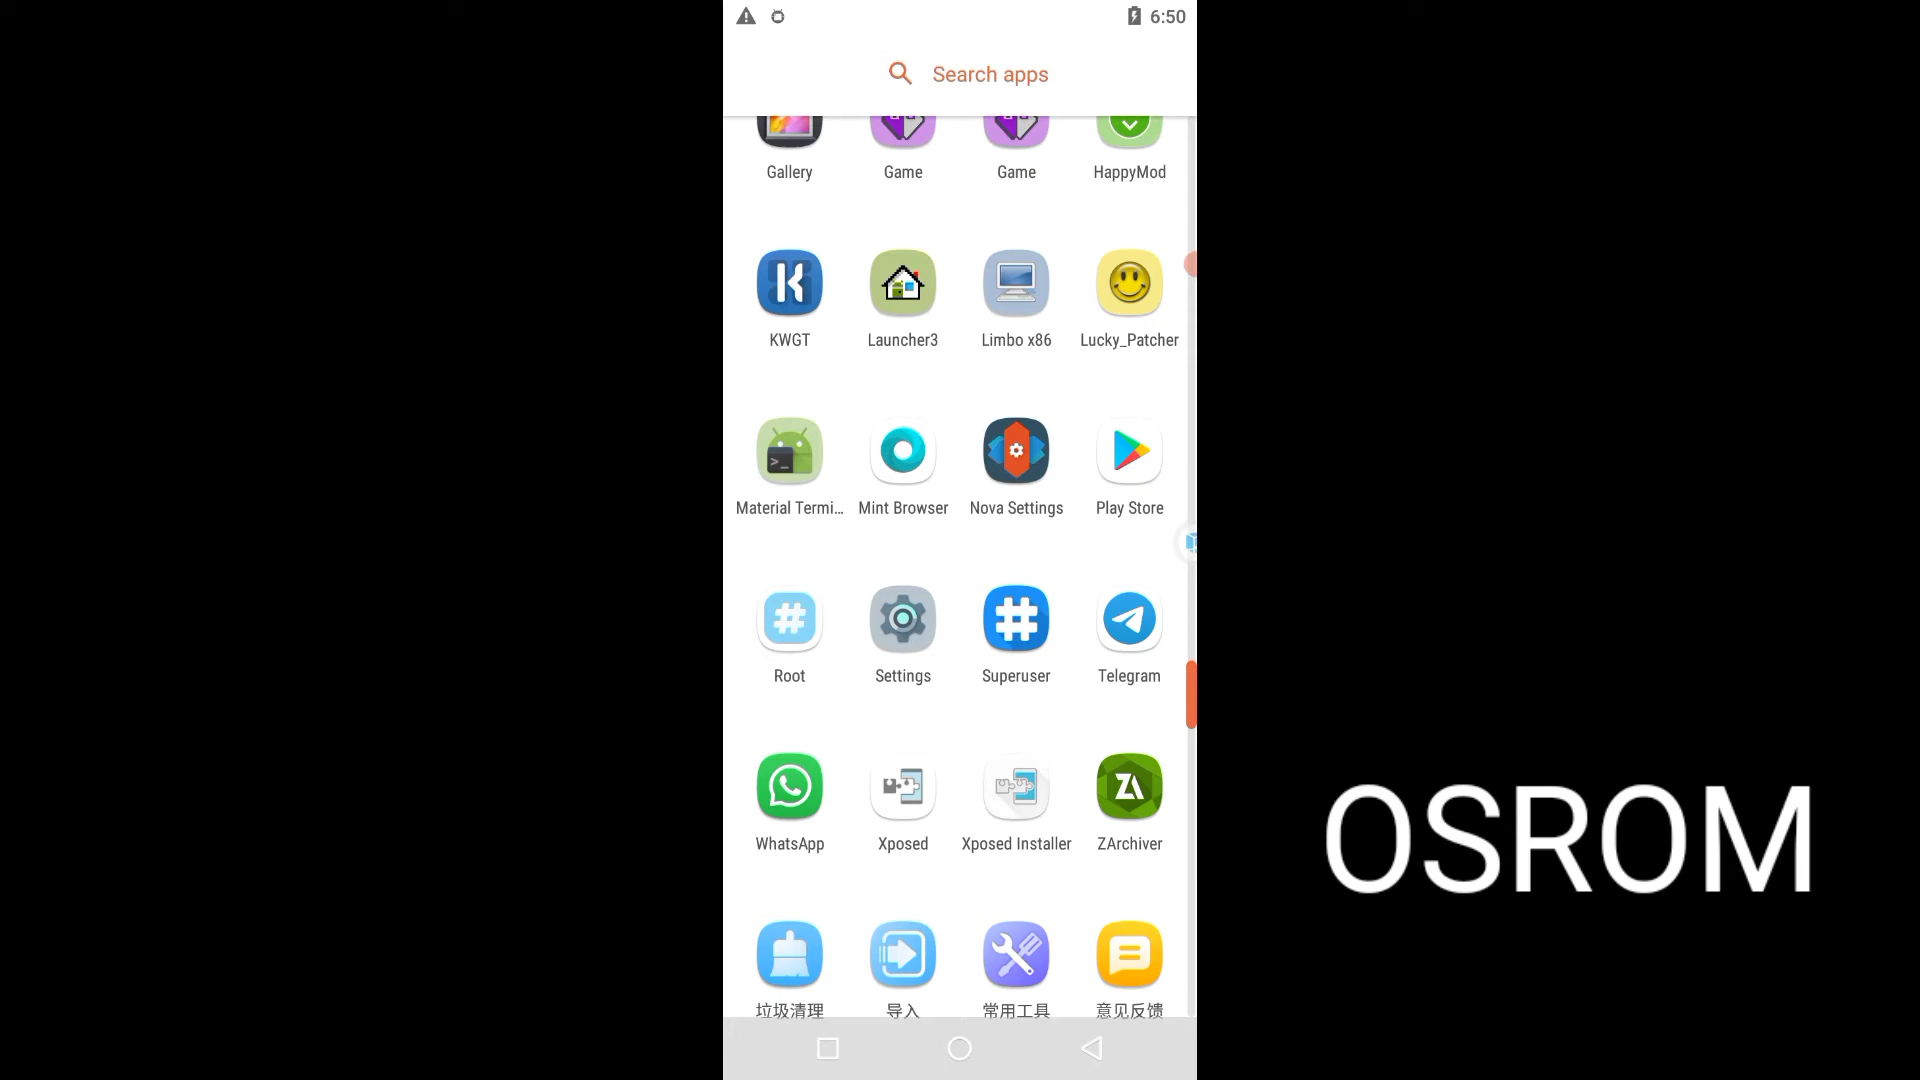 6:50
Search apps
Gallery
Game
Game
HappyMod
KWGT
Launcher3
Limbo x86
Lucky_Patcher
Material Termi...
Mint Browser
Nova Settings
Play Store
Root
Settings
Superuser
Telegram
WhatsApp
Xposed
Xposed Installer
ZArchiver
垃圾清理
导入
常用工具
意见反馈
OSROM